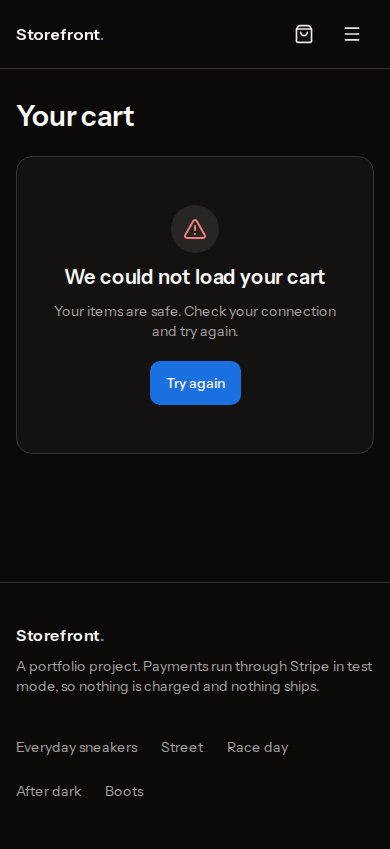 Storefront.
Your cart
We could not load your cart
Your items are safe. Check your connection
and try again.
Try again
Storefront.
A portfolio project. Payments run through Stripe in test
mode, so nothing is charged and nothing ships.
Everyday sneakers Street Race day
After dark Boots